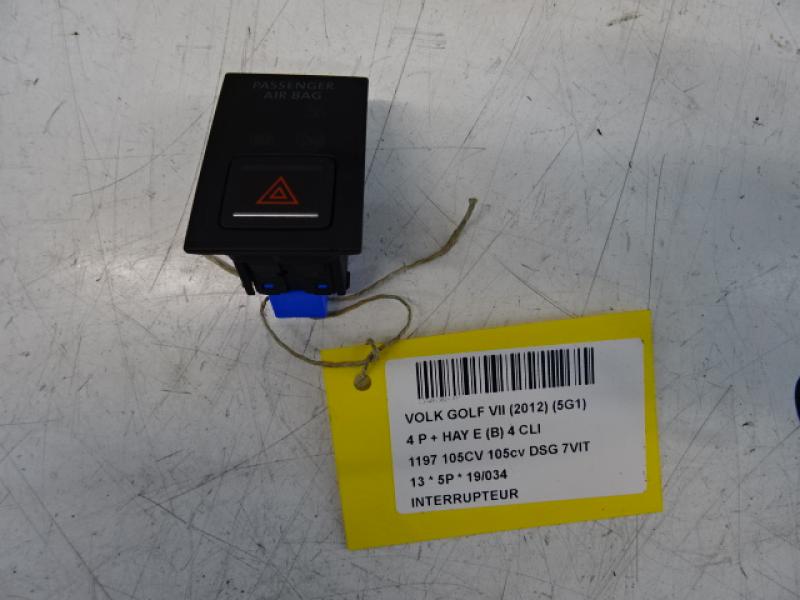 PASSENGER
AIR BAG
VOLK GOLF VII (2012) (5G1)
4 P + HAY E (B) 4 CLI
1197 105CV 105cv DSG 7VIT
13 * 5P * 19/034
INTERRUPTEUR